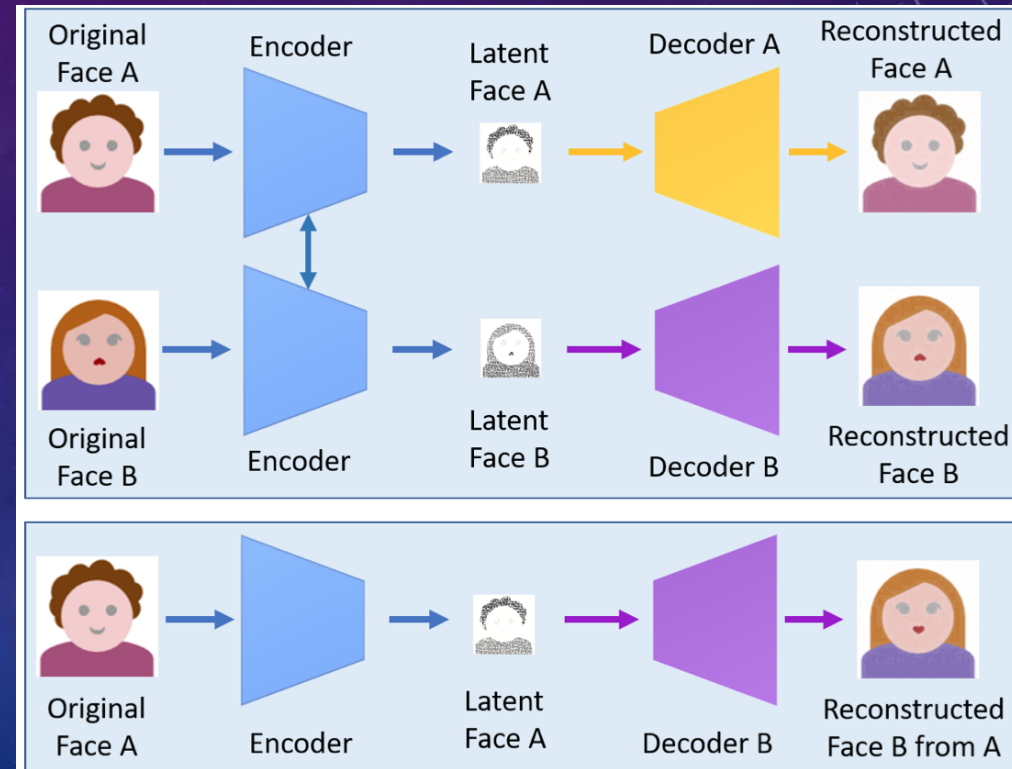 Original
Face A
Encoder
Latent
Face A
Decoder A
Reconstructed
Face A
Original
Face B
Encoder
Latent
Face B
Decoder B
Reconstructed
Face B
Original
Face A
Encoder
Latent
Face A
Decoder B
Reconstructed
Face B from A